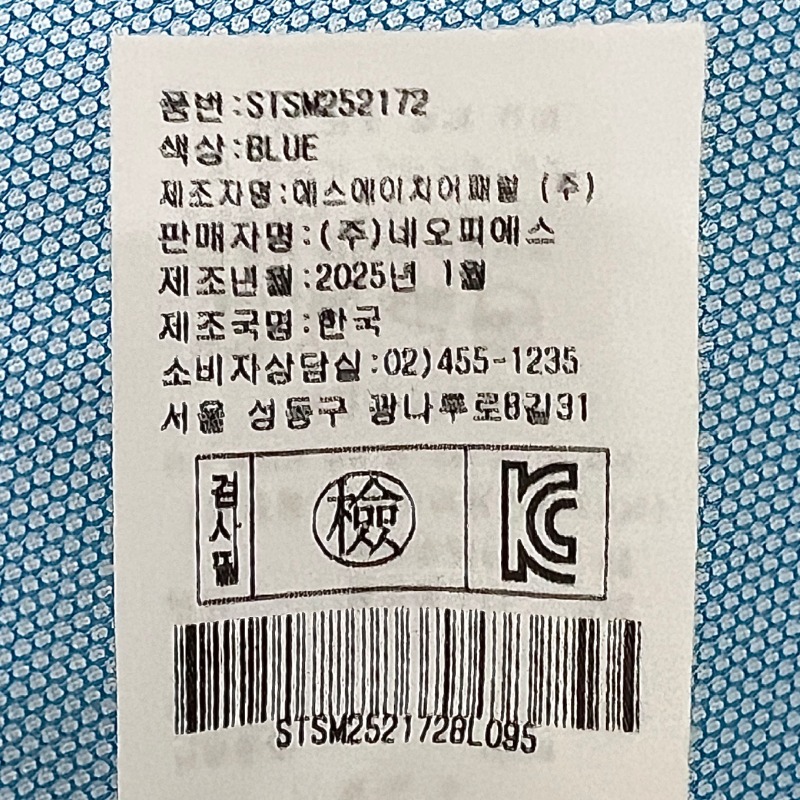 품번:STSM252172
색상:BLUE
제조자명:에스에이치어패럴 (주)
판매자명:(주)네오피에스
제조년월:2025년 1월
제조국명:한국
소비자상담실:02)455-1235
서울 성동구 광나루로8길31
검사필
檢
KC
STSM252172BL095